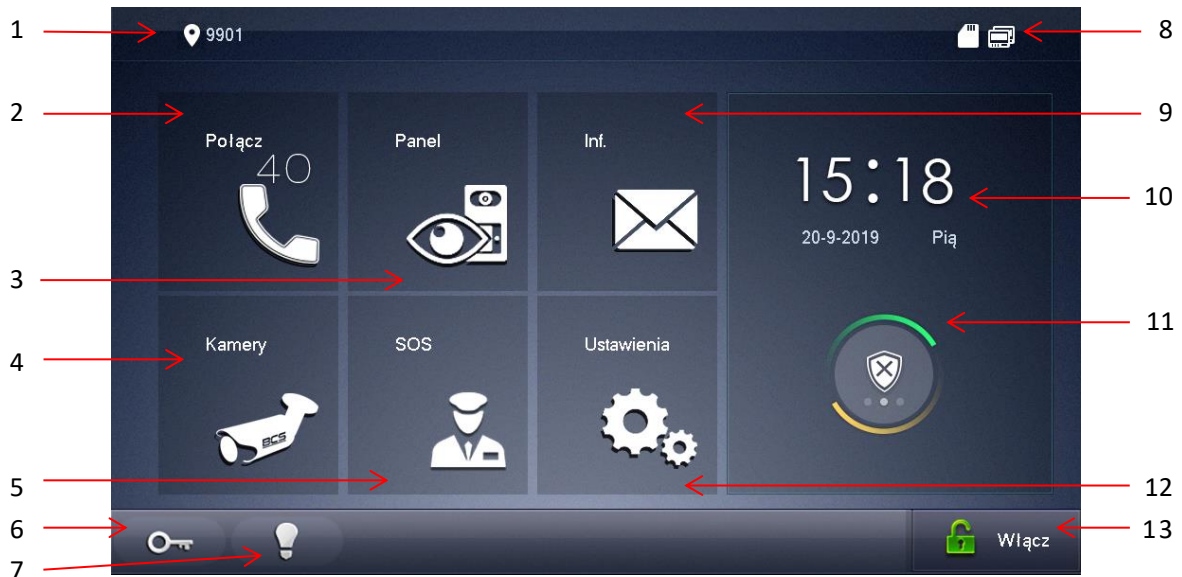 1
9901
8
2
Połącz
40
Panel
Inf.
9
15:18
10
20-9-2019 Pią
3
11
4
Kamery
SOS
Ustawienia
BCS
5
12
6
Włącz
13
7